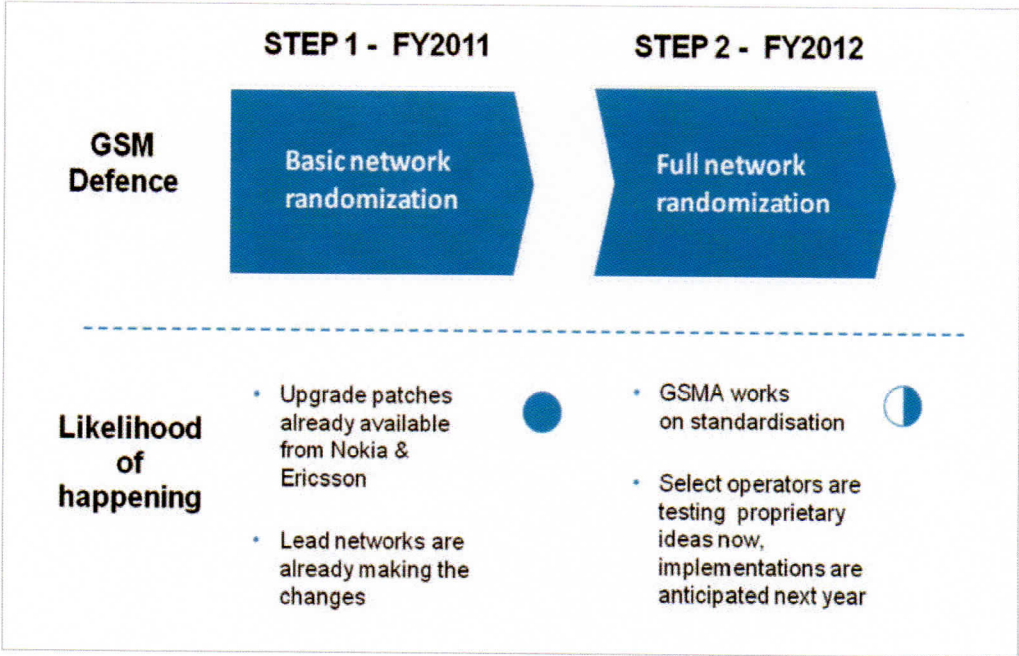 STEP 1 - FY2011
STEP 2 - FY2012
GSM
Defence
Basic network
randomization
Full network
randomization
Likelihood
of
happening
• Upgrade patches
already available
from Nokia &
Ericsson
• Lead networks are
already making the
changes
• GSMA works
on standardisation
• Select operators are
testing proprietary
ideas now,
implementations are
anticipated next year